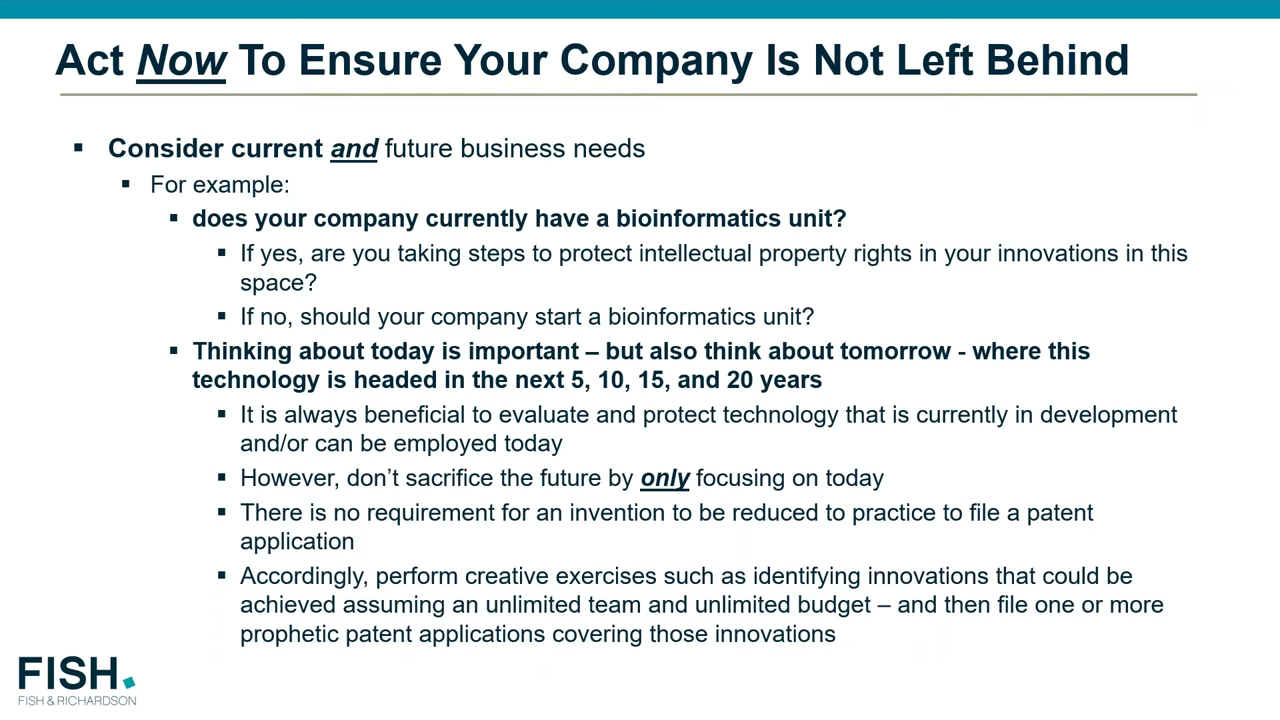 Act Now To Ensure Your Company Is Not Left Behind
▪ Consider current and future business needs
▪ For example:
▪ does your company currently have a bioinformatics unit?
▪ If yes, are you taking steps to protect intellectual property rights in your innovations in this
space?
▪ If no, should your company start a bioinformatics unit?
▪ Thinking about today is important – but also think about tomorrow - where this
technology is headed in the next 5, 10, 15, and 20 years
▪ It is always beneficial to evaluate and protect technology that is currently in development
and/or can be employed today
▪ However, don’t sacrifice the future by only focusing on today
▪ There is no requirement for an invention to be reduced to practice to file a patent
application
▪ Accordingly, perform creative exercises such as identifying innovations that could be
achieved assuming an unlimited team and unlimited budget – and then file one or more
prophetic patent applications covering those innovations
FISH.
FISH & RICHARDSON